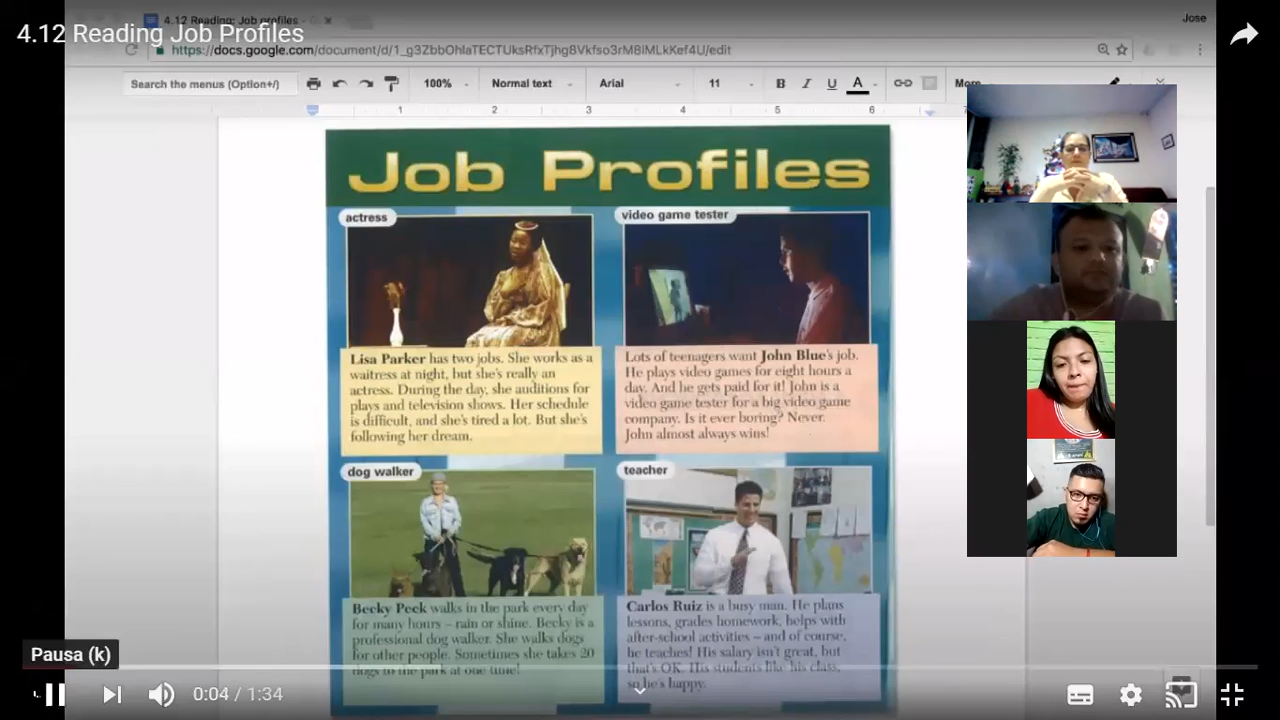 4.12 Reading: Job profiles
Jose
4.12 Reading Job Profiles
https://docs.google.com/document/d/1_g3ZbbOhlaTECTUksRfxTjhg8Vkfso3rM8IMLkKef4U/edit
Search the menus (Option+/)
100%
Normal text
Arial
11
B I U A
More
1 2 3 4 5 6
Job Profiles
actress
Lisa Parker has two jobs. She works as a
waitress at night, but she's really an
actress. During the day, she auditions for
plays and television shows. Her schedule
is difficult, and she's tired a lot. But she's
following her dream.
video game tester
Lots of teenagers want John Blue's job.
He plays video games for eight hours a
day. And he gets paid for it! John is a
video game tester for a big video game
company. Is it ever boring? Never.
John almost always wins!
dog walker
Becky Peck walks in the park every day
for many hours – rain or shine. Becky is a
professional dog walker. She walks dogs
for other people. Sometimes she takes 20
dogs to the park at one time!
teacher
Carlos Ruiz is a busy man. He plans
lessons, grades homework, helps with
after-school activities – and of course,
he teaches! His salary isn't great, but
that's OK. His students like his class,
so he's happy.
Pausa (k)
0:04 / 1:34